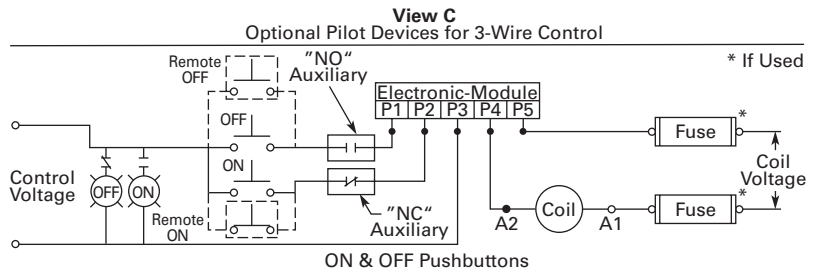 View C
Optional Pilot Devices for 3-Wire Control
* If Used
Remote
OFF
”NO“
Auxiliary
Electronic-Module
P1 P2 P3 P4 P5
OFF
ON
Control
Voltage
OFF
ON
Remote
ON
”NC“
Auxiliary
Fuse
*
Coil
Voltage
A2
Coil
A1
Fuse
*
ON & OFF Pushbuttons